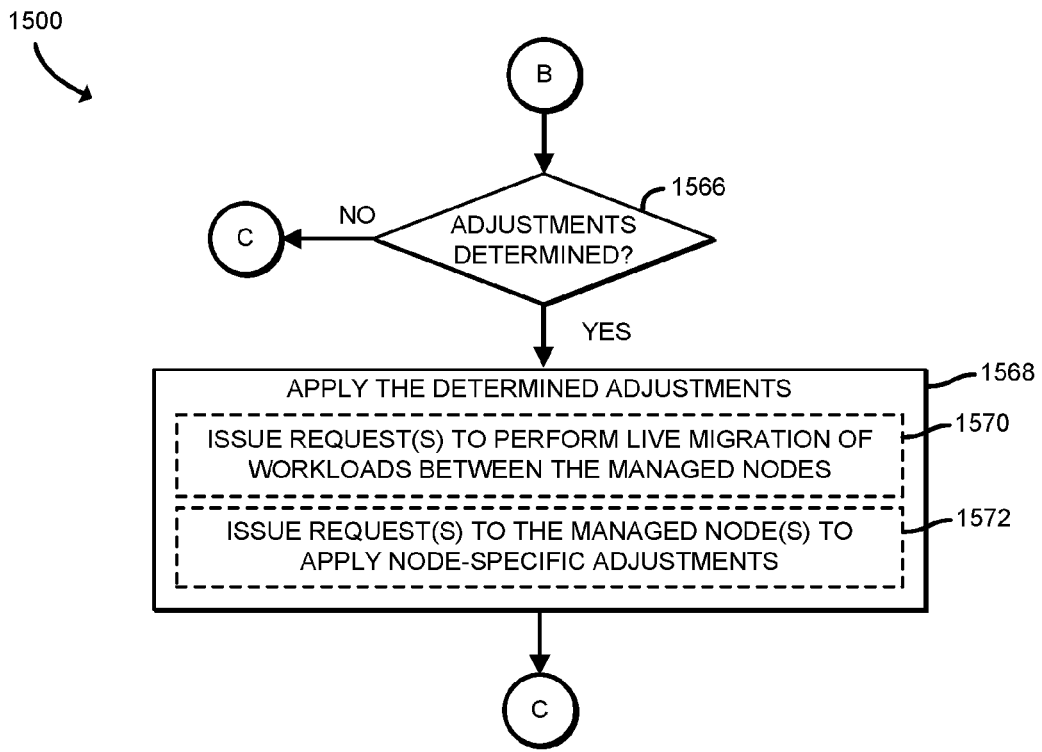 1500
B
1566
NO
C
ADJUSTMENTS
DETERMINED?
YES
1568
APPLY THE DETERMINED ADJUSTMENTS
1570
ISSUE REQUEST(S) TO PERFORM LIVE MIGRATION OF
WORKLOADS BETWEEN THE MANAGED NODES
1572
ISSUE REQUEST(S) TO THE MANAGED NODE(S) TO
APPLY NODE-SPECIFIC ADJUSTMENTS
C